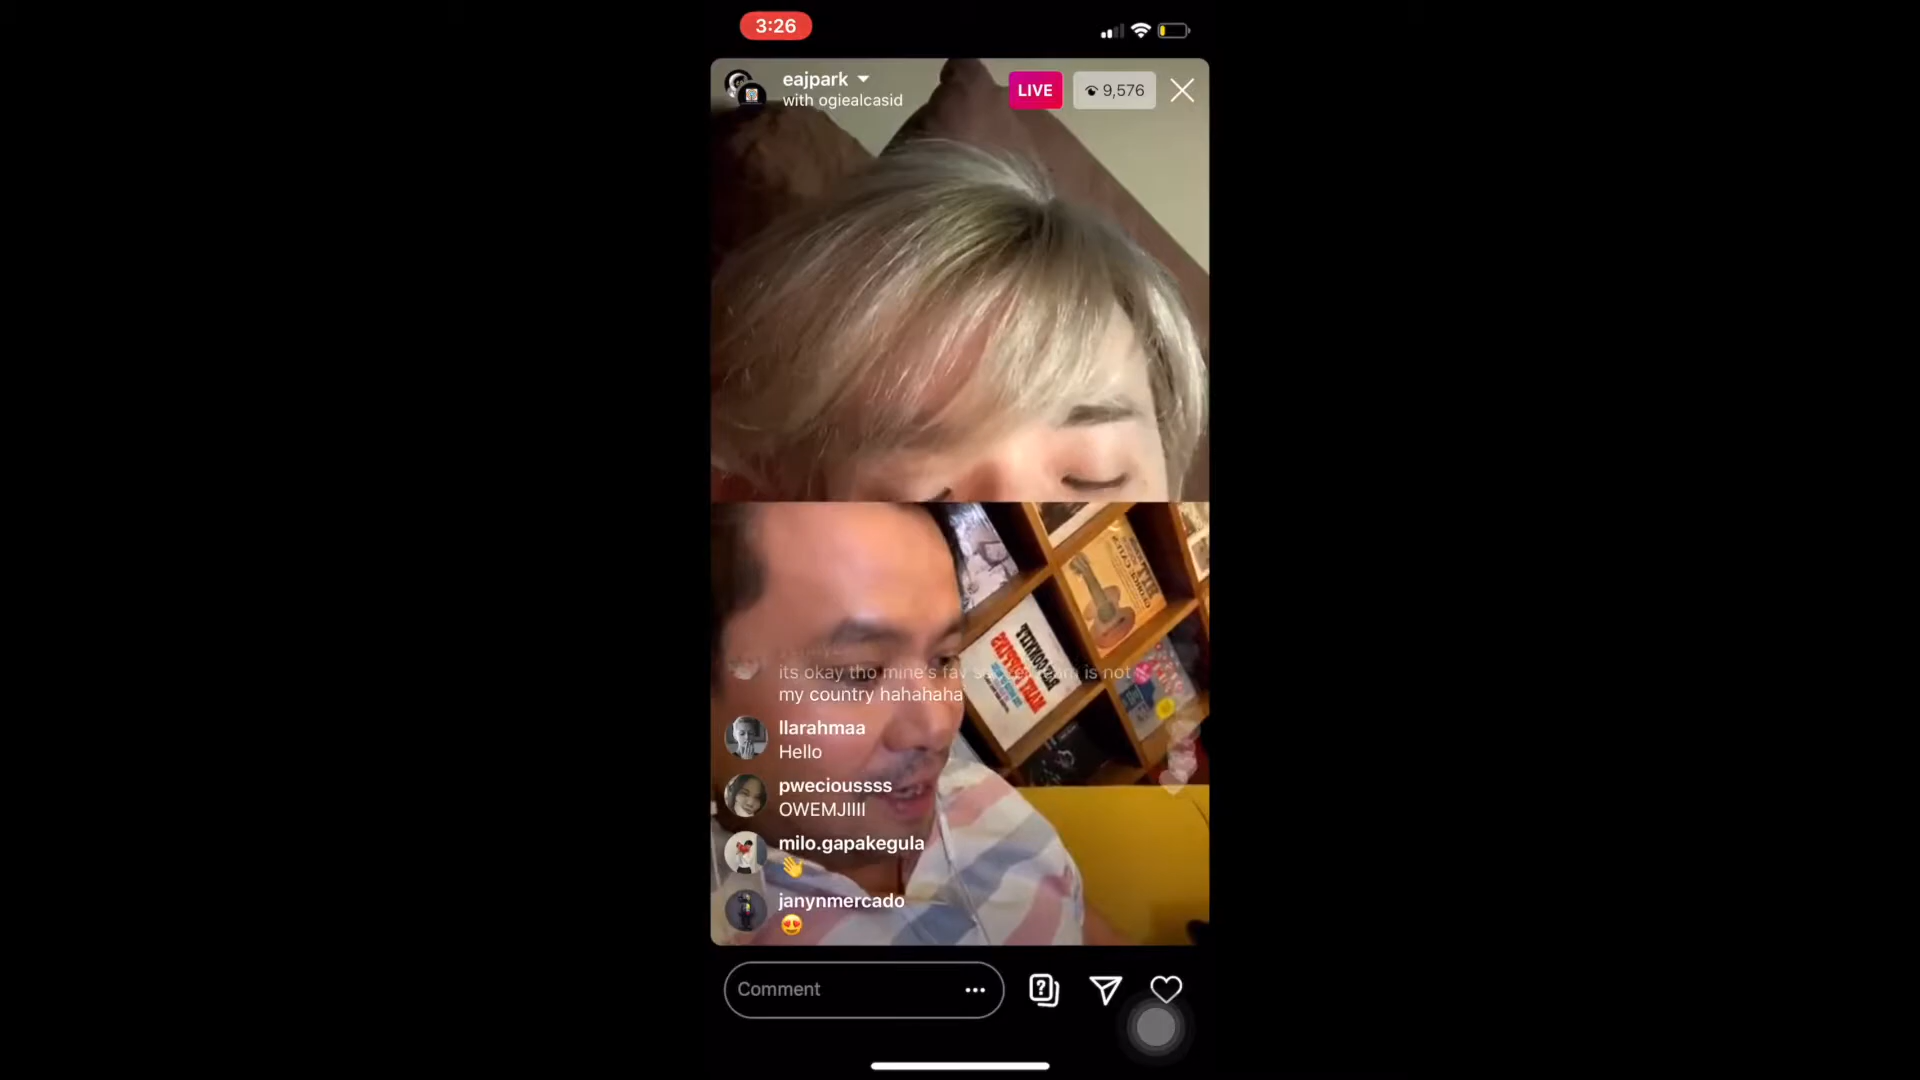 3:26
eajpark
with ogiealcasid
LIVE
9,576
its okay tho mine's fav is not
my country hahahaha
llarahmaa
Hello
pwecioussss
OWEMJIIII
milo.gapakegula
👋
janynmercado
😍
Comment